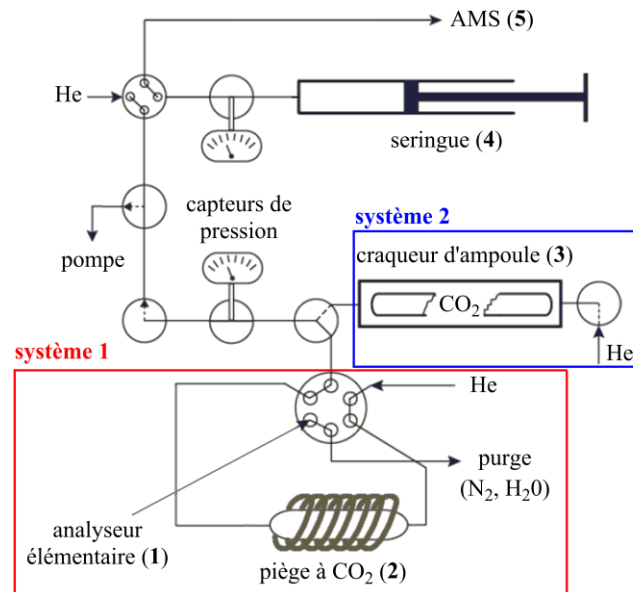 AMS (5)
He
seringue (4)
capteurs de
pression
pompe
système 2
craqueur d'ampoule (3)
CO₂
He
système 1
He
purge
(N₂, H₂0)
analyseur
élémentaire (1)
piège à CO₂ (2)